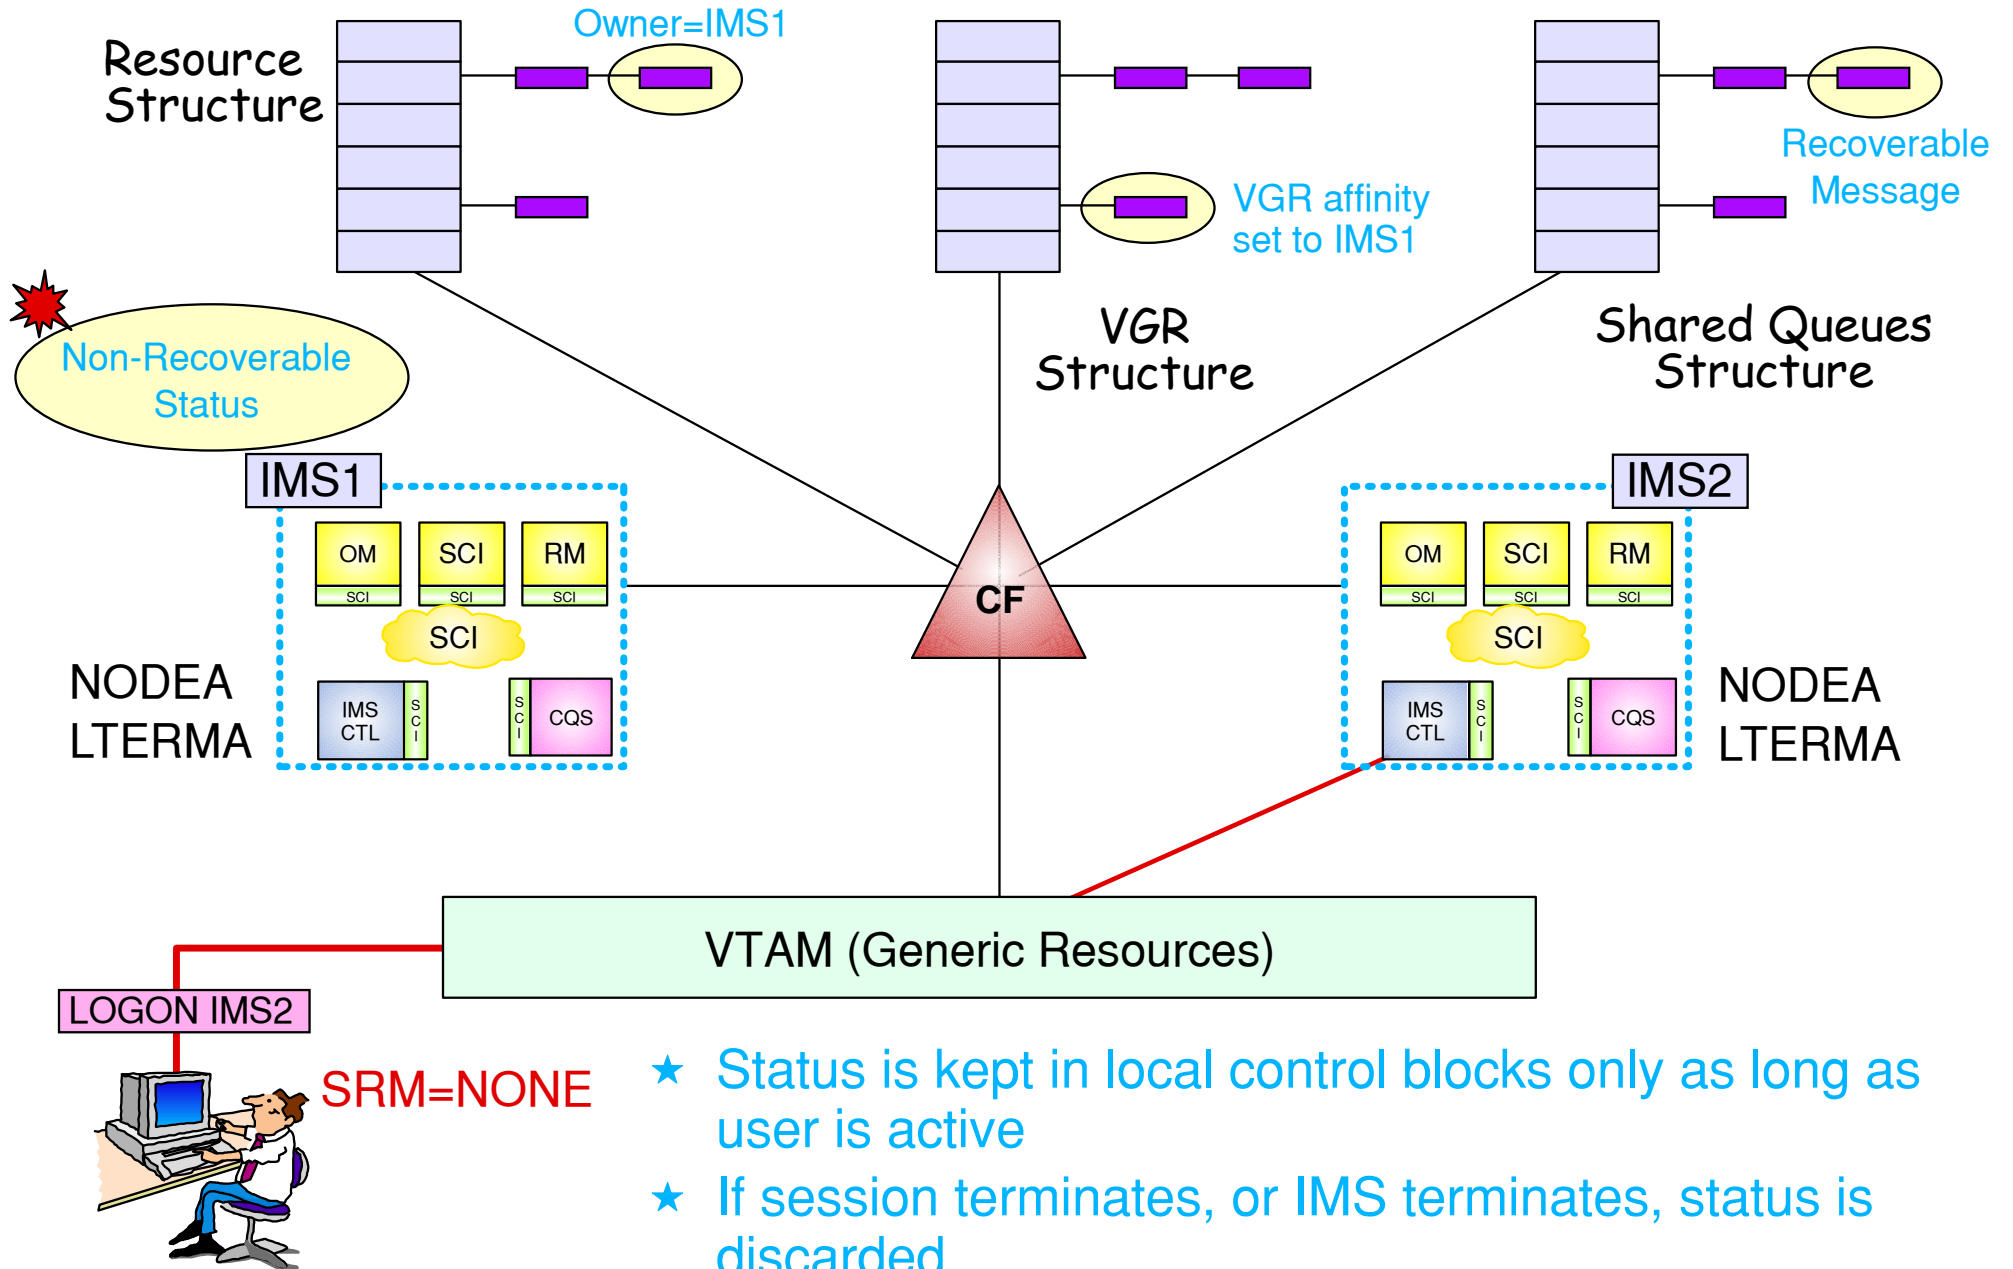 Owner=IMS1
Resource
Structure
Recoverable
Message
VGR affinity
set to IMS1
VGR
Structure
Shared Queues
Structure
Non-Recoverable
Status
IMS1
IMS2
OM
SCI
RM
SCI
SCI
SCI
SCI
NODEA
LTERMA
IMS
CTL
SCI
SCI
CQS
CF
OM
SCI
RM
SCI
SCI
SCI
SCI
IMS
CTL
SCI
SCI
CQS
NODEA
LTERMA
VTAM (Generic Resources)
LOGON IMS2
SRM=NONE
Status is kept in local control blocks only as long as
user is active
If session terminates, or IMS terminates, status is
discarded